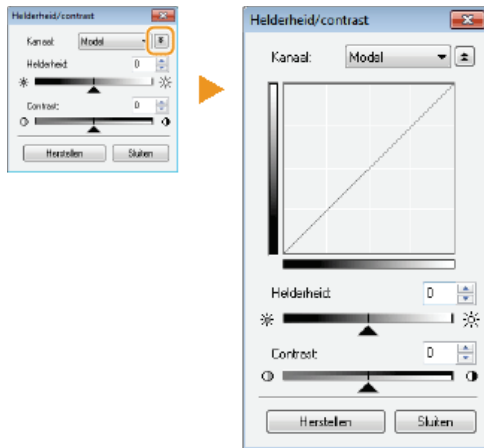 Helderheid/contrast
Kanaal: Model
Helderheid: 0
Contrast: 0
Herstellen Sluiten
Helderheid/contrast
Kanaal: Model
Helderheid: 0
Contrast: 0
Herstellen Sluiten